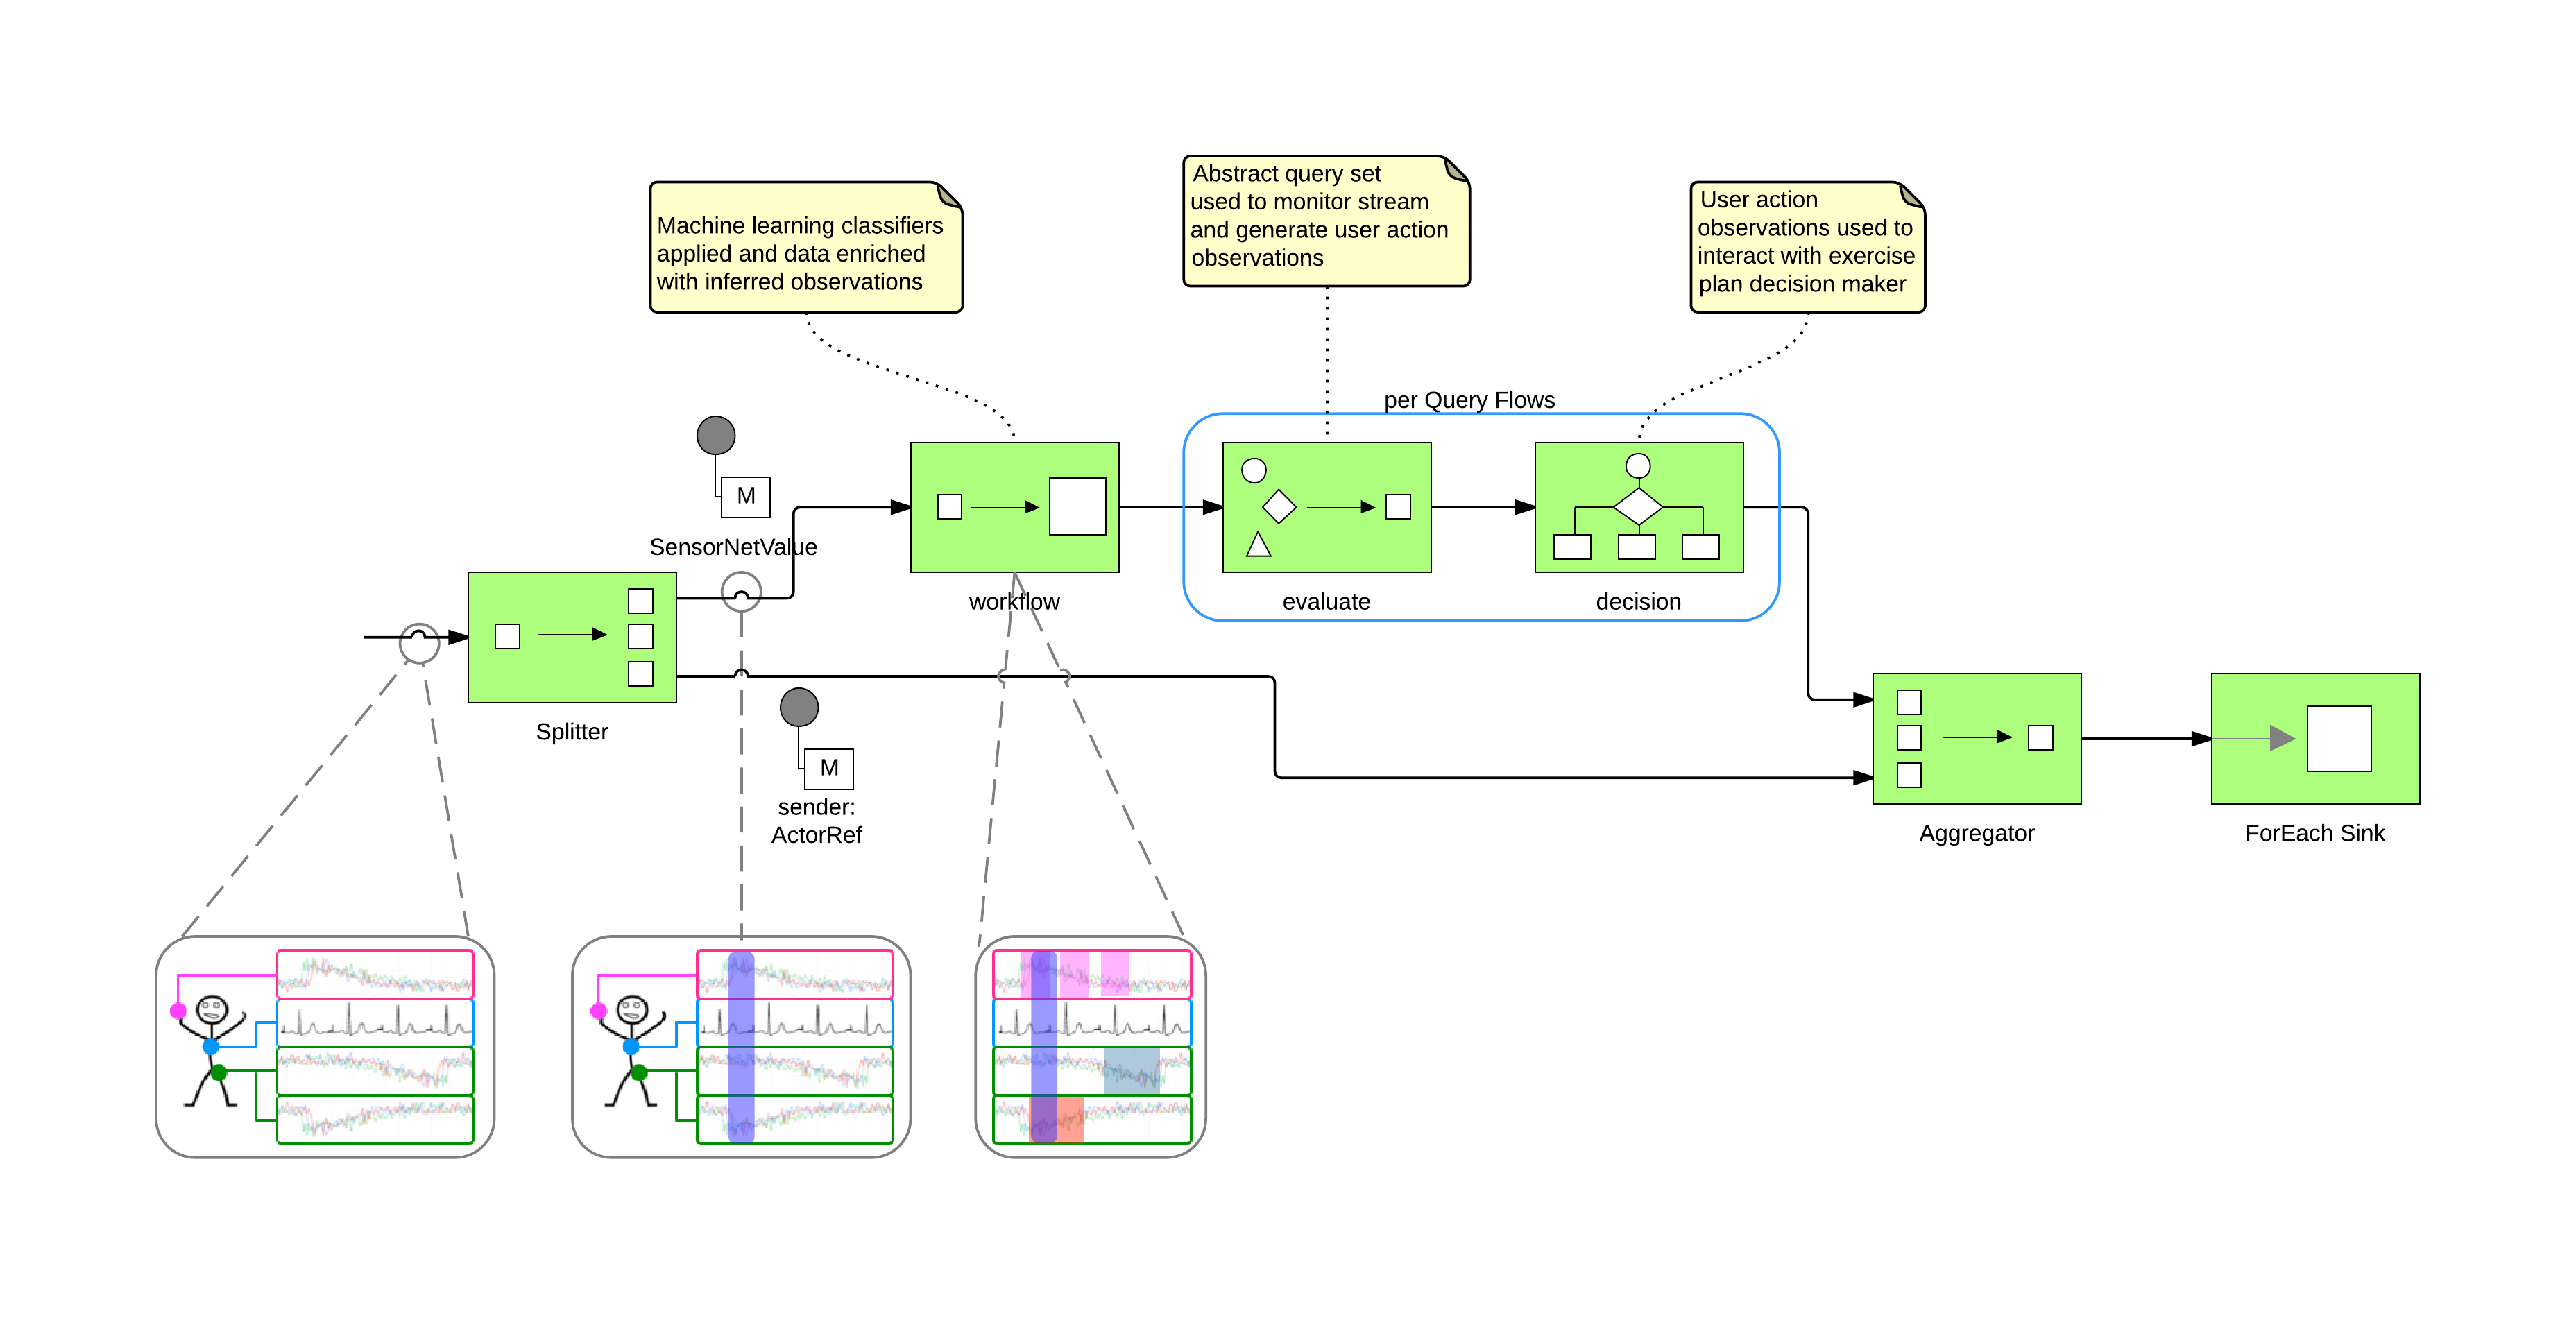 Machine learning classifiers
applied and data enriched
with inferred observations
Abstract query set
used to monitor stream
and generate user action
observations
User action
observations used to
interact with exercise
plan decision maker
per Query Flows
M
SensorNetValue
workflow
evaluate
decision
Splitter
M
sender:
ActorRef
Aggregator
ForEach Sink